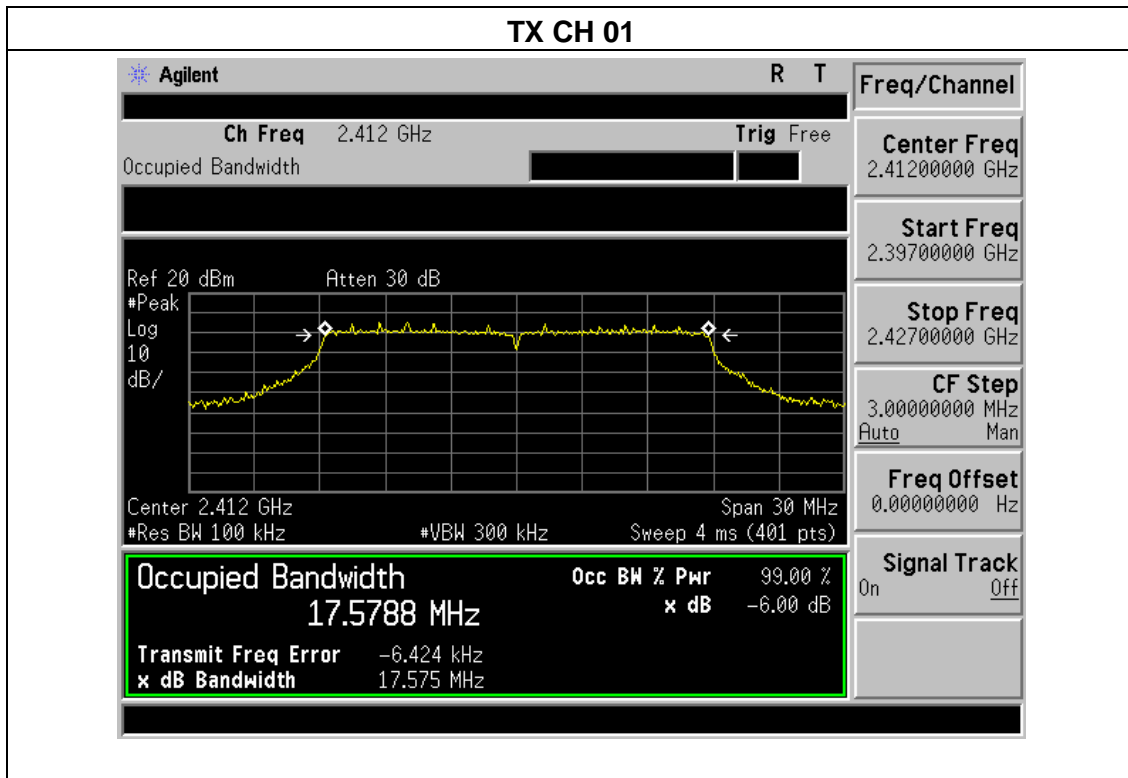 TX CH 01
Agilent R T
Freq/Channel
Ch Freq 2.412 GHz Trig Free
Occupied Bandwidth
Center Freq
2.41200000 GHz
Start Freq
2.39700000 GHz
Ref 20 dBm Atten 30 dB
#Peak
Log
10
dB/
Stop Freq
2.42700000 GHz
CF Step
3.00000000 MHz
Auto Man
Freq Offset
0.00000000 Hz
Center 2.412 GHz Span 30 MHz
#Res BW 100 kHz #VBW 300 kHz Sweep 4 ms (401 pts)
Signal Track
On Off
Occupied Bandwidth Occ BW % Pwr 99.00 %
17.5788 MHz x dB -6.00 dB
Transmit Freq Error -6.424 kHz
x dB Bandwidth 17.575 MHz